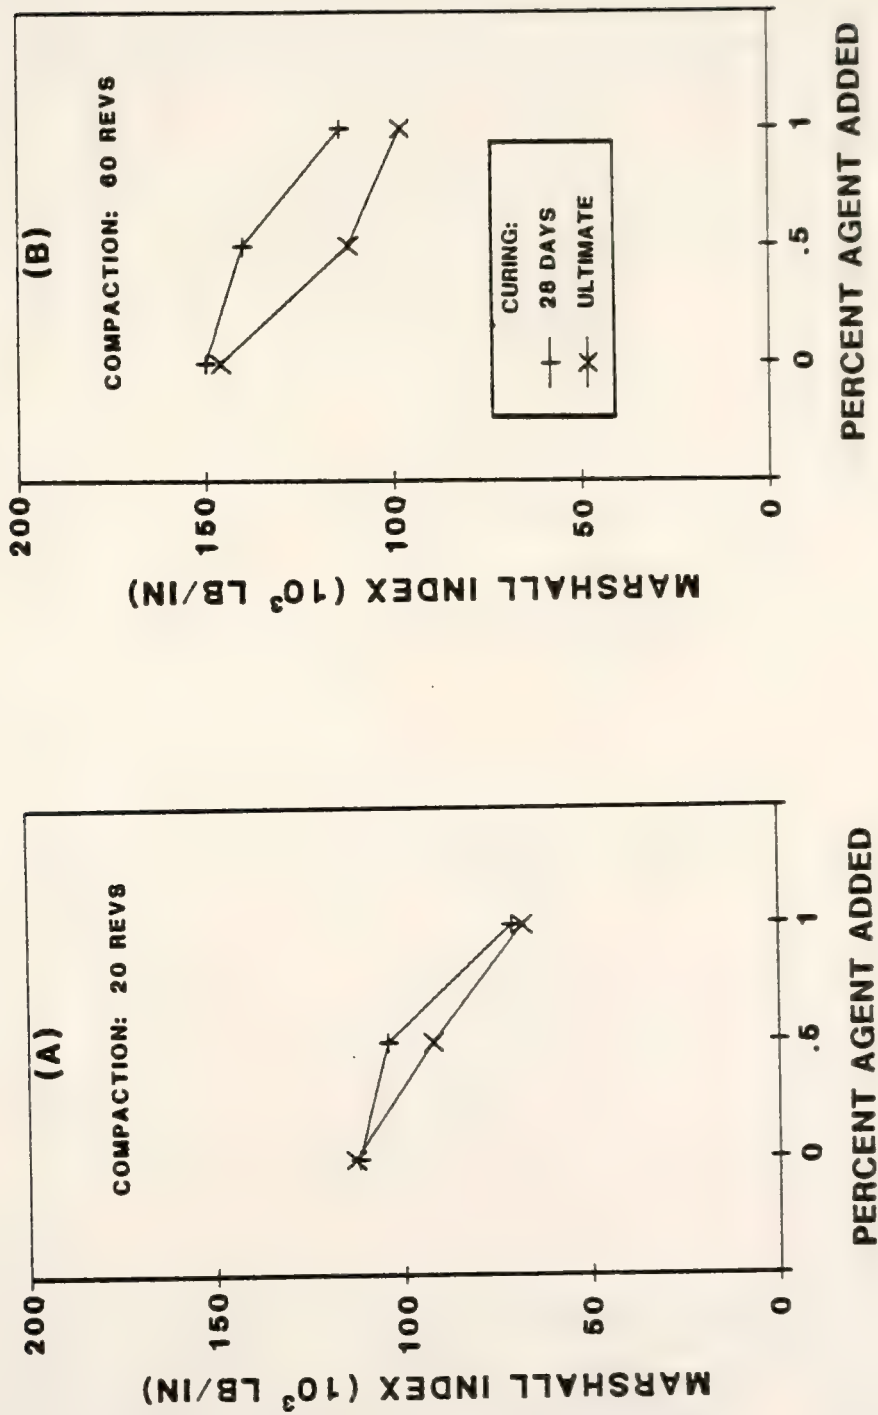 (A)
COMPACTION: 20 REVS
MARSHALL INDEX (10³ LB/IN)
200
150
100
50
0
0
.5
1
PERCENT AGENT ADDED
(B)
COMPACTION: 60 REVS
MARSHALL INDEX (10³ LB/IN)
200
150
100
50
0
CURING:
28 DAYS
ULTIMATE
0
.5
1
PERCENT AGENT ADDED